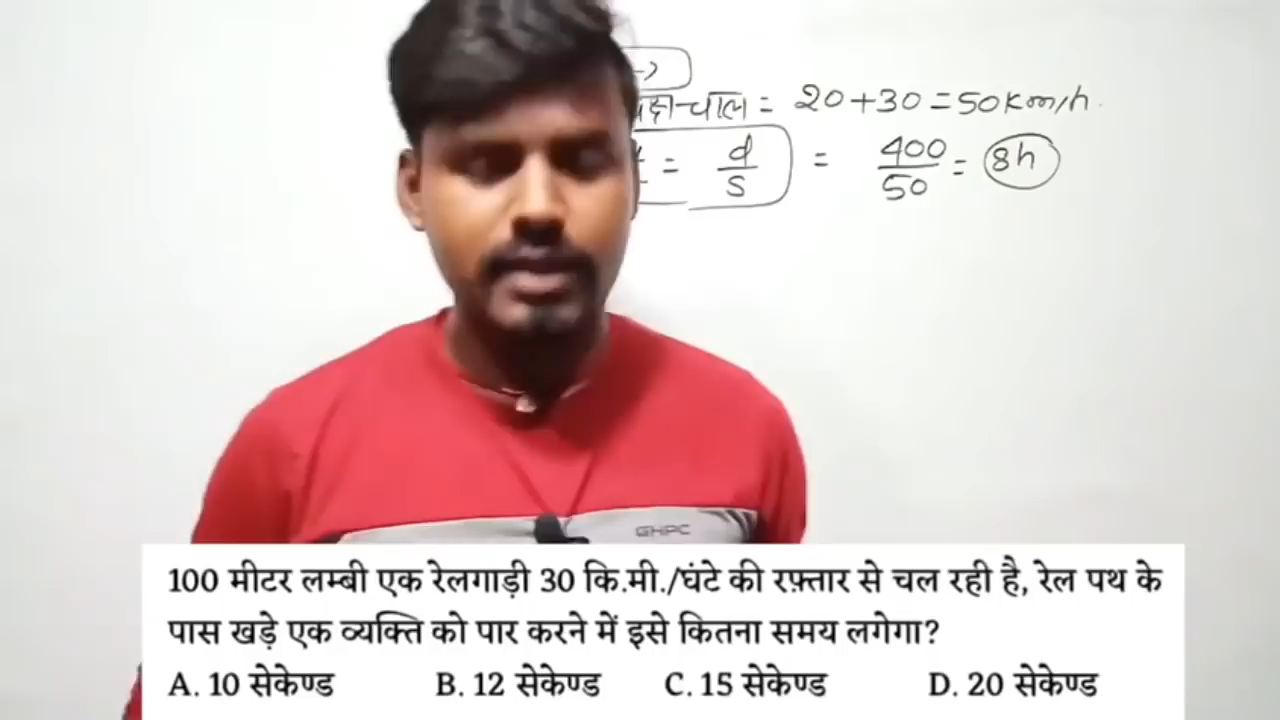 ->
चाल = 20+30=50Km/h.
= d/s = 400/50 = 8h
GHPC
100 मीटर लम्बी एक रेलगाड़ी 30 कि.मी./घंटे की रफ़्तार से चल रही है, रेल पथ के
पास खड़े एक व्यक्ति को पार करने में इसे कितना समय लगेगा?
A. 10 सेकेण्ड B. 12 सेकेण्ड C. 15 सेकेण्ड D. 20 सेकेण्ड